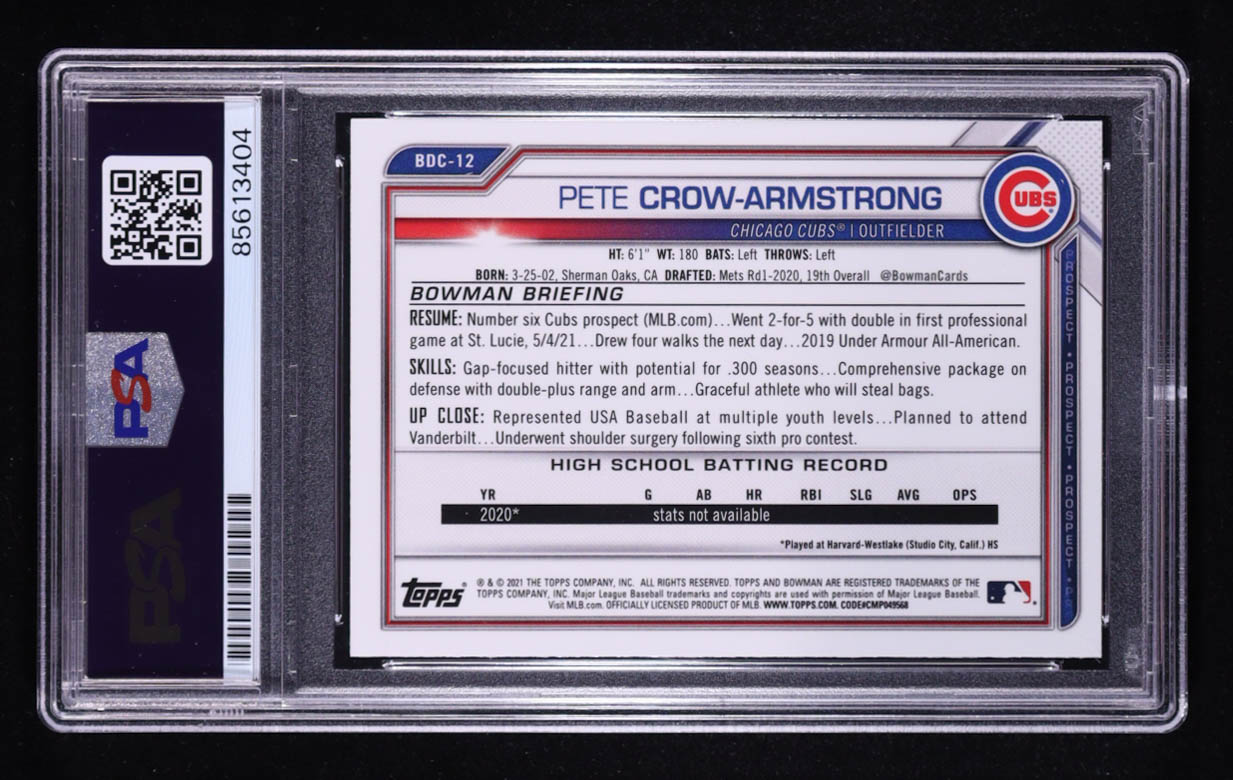 85613404
PSA
PSA
BDC-12
PETE CROW-ARMSTRONG
CUBS®
CHICAGO CUBS® | OUTFIELDER
HT: 6'1" WT: 180 BATS: Left THROWS: Left
BORN: 3-25-02, Sherman Oaks, CA DRAFTED: Mets Rd1-2020, 19th Overall @BowmanCards
BOWMAN BRIEFING
RESUME: Number six Cubs prospect (MLB.com)...Went 2-for-5 with double in first professional
game at St. Lucie, 5/4/21...Drew four walks the next day...2019 Under Armour All-American.
SKILLS: Gap-focused hitter with potential for .300 seasons...Comprehensive package on
defense with double-plus range and arm...Graceful athlete who will steal bags.
UP CLOSE: Represented USA Baseball at multiple youth levels...Planned to attend
Vanderbilt...Underwent shoulder surgery following sixth pro contest.
HIGH SCHOOL BATTING RECORD
YR G AB HR RBI SLG AVG OPS
2020* stats not available
*Played at Harvard-Westlake (Studio City, Calif.) HS
Topps® ® & © 2021 THE TOPPS COMPANY, INC. ALL RIGHTS RESERVED. TOPPS AND BOWMAN ARE REGISTERED TRADEMARKS OF THE
TOPPS COMPANY, INC. Major League Baseball trademarks and copyrights are used with permission of Major League Baseball.
Visit MLB.com. OFFICIALLY LICENSED PRODUCT OF MLB. WWW.TOPPS.COM. CODE#CMP049568
PROSPECT • PROSPECT • PROSPECT • PR